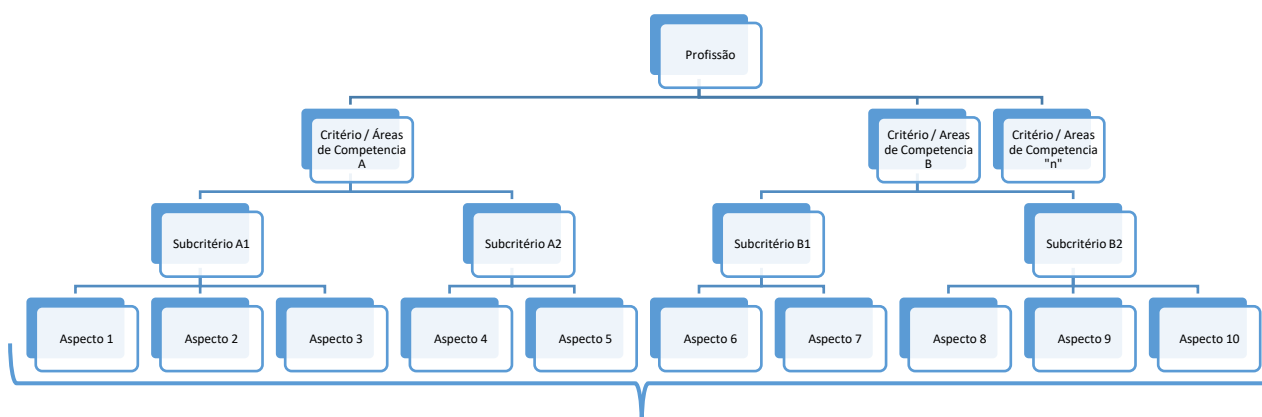 Profissão
Critério / Áreas
de Competencia
A
Critério / Areas
de Competencia
B
Critério / Areas
de Competencia
"n"
Subcritério A1
Subcritério A2
Subcritério B1
Subcritério B2
Aspecto 1
Aspecto 2
Aspecto 3
Aspecto 4
Aspecto 5
Aspecto 6
Aspecto 7
Aspecto 8
Aspecto 9
Aspecto 10